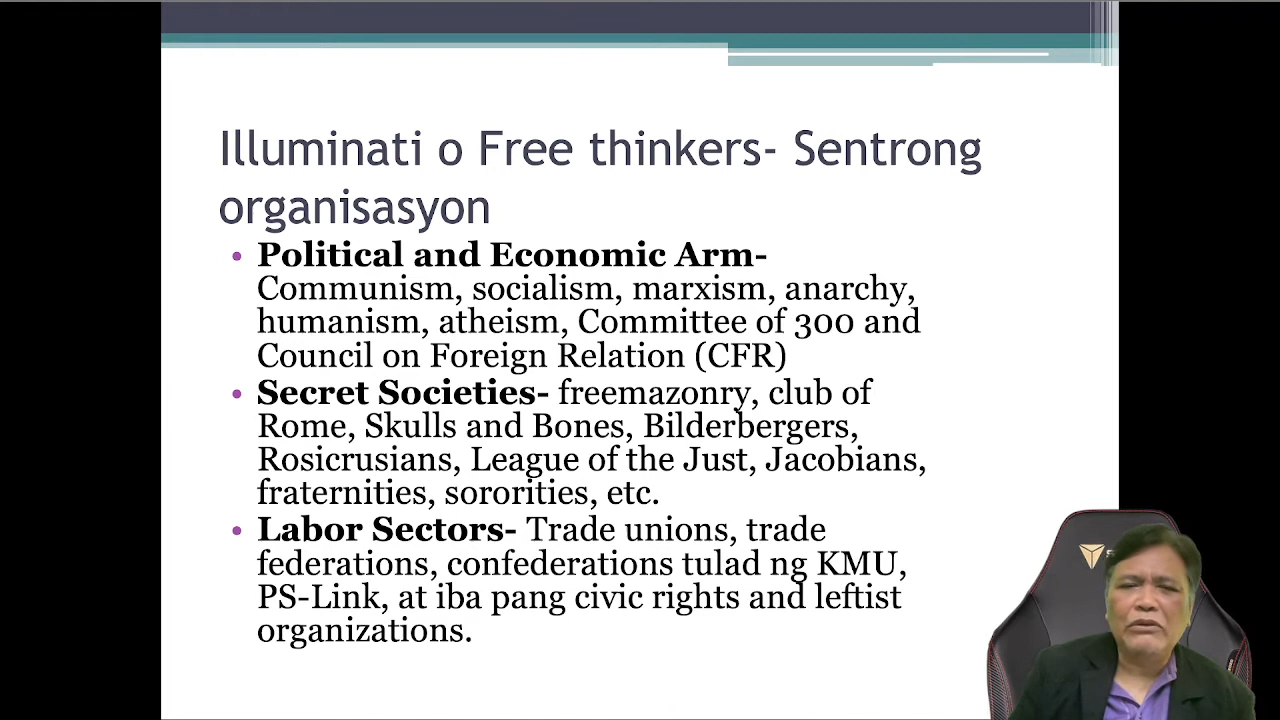 Illuminati o Free thinkers- Sentrong
organisasyon
• Political and Economic Arm-
Communism, socialism, marxism, anarchy,
humanism, atheism, Committee of 300 and
Council on Foreign Relation (CFR)
• Secret Societies- freemazonry, club of
Rome, Skulls and Bones, Bilderbergers,
Rosicrusians, League of the Just, Jacobians,
fraternities, sororities, etc.
• Labor Sectors- Trade unions, trade
federations, confederations tulad ng KMU,
PS-Link, at iba pang civic rights and leftist
organizations.